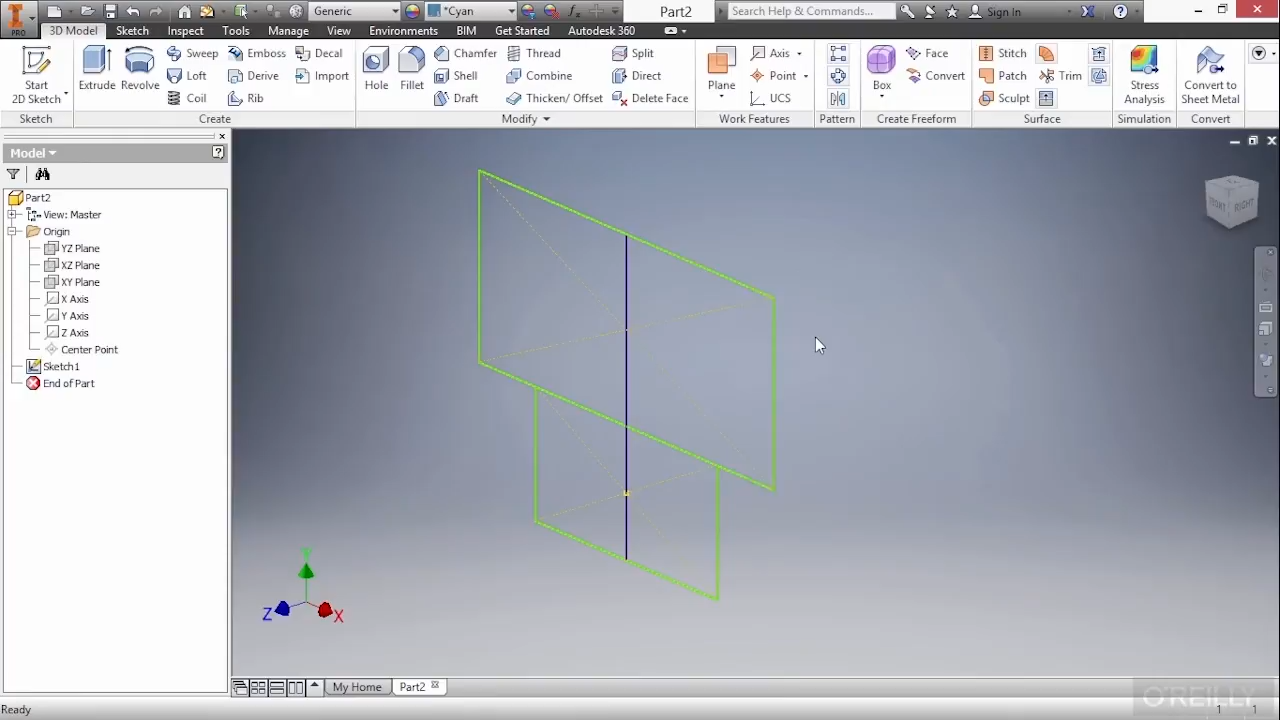 Generic
*Cyan
Part2
Search Help & Commands...
Sign In
PRO
3D Model Sketch Inspect Tools Manage View Environments BIM Get Started Autodesk 360
Start
2D Sketch
Extrude
Revolve
Sweep Emboss Decal
Loft Derive Import
Coil Rib
Hole
Fillet
Chamfer Thread Split
Shell Combine Direct
Draft Thicken/ Offset Delete Face
Plane
Axis
Point
UCS
Box
Face
Convert
Stitch
Patch Trim
Sculpt
Stress
Analysis
Convert to
Sheet Metal
Sketch Create Modify Work Features Pattern Create Freeform Surface Simulation Convert
Model
Part2
View: Master
Origin
YZ Plane
XZ Plane
XY Plane
X Axis
Y Axis
Z Axis
Center Point
Sketch1
End of Part
FRONT RIGHT
Y
Z X
My Home Part2
Ready
1 1
O'REILLY